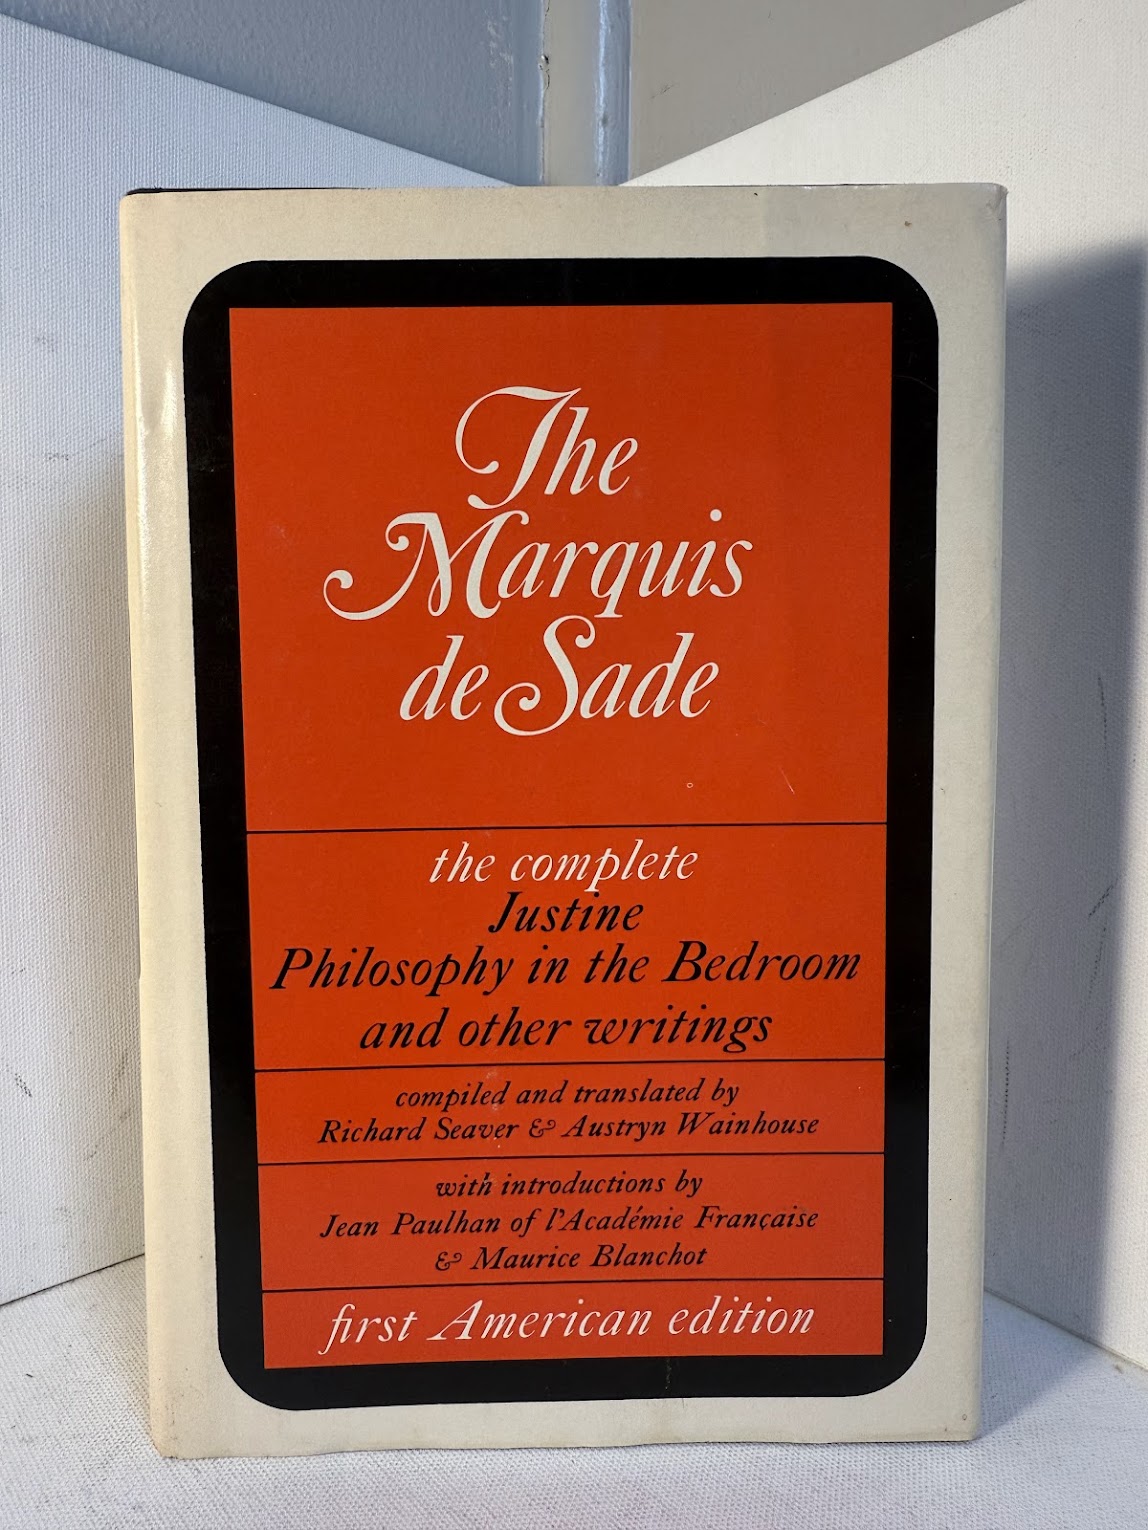 The
Marquis
de Sade
the complete
Justine
Philosophy in the Bedroom
and other writings
compiled and translated by
Richard Seaver & Austryn Wainhouse
with introductions by
Jean Paulhan of l'Académie Française
& Maurice Blanchot
first American edition